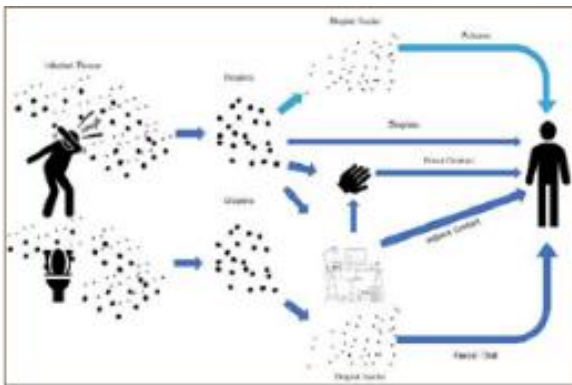 Droplet Nuclei
Airborne
Infected Person
Droplets
Droplets
Direct Contact
Droplets
Indirect Contact
Faecal-Oral
Droplet Nuclei